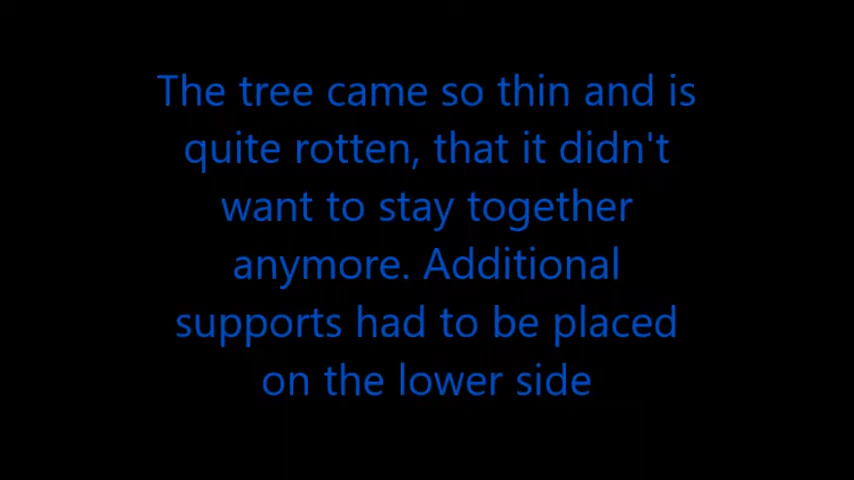 The tree came so thin and is
quite rotten, that it didn't
want to stay together
anymore. Additional
supports had to be placed
on the lower side